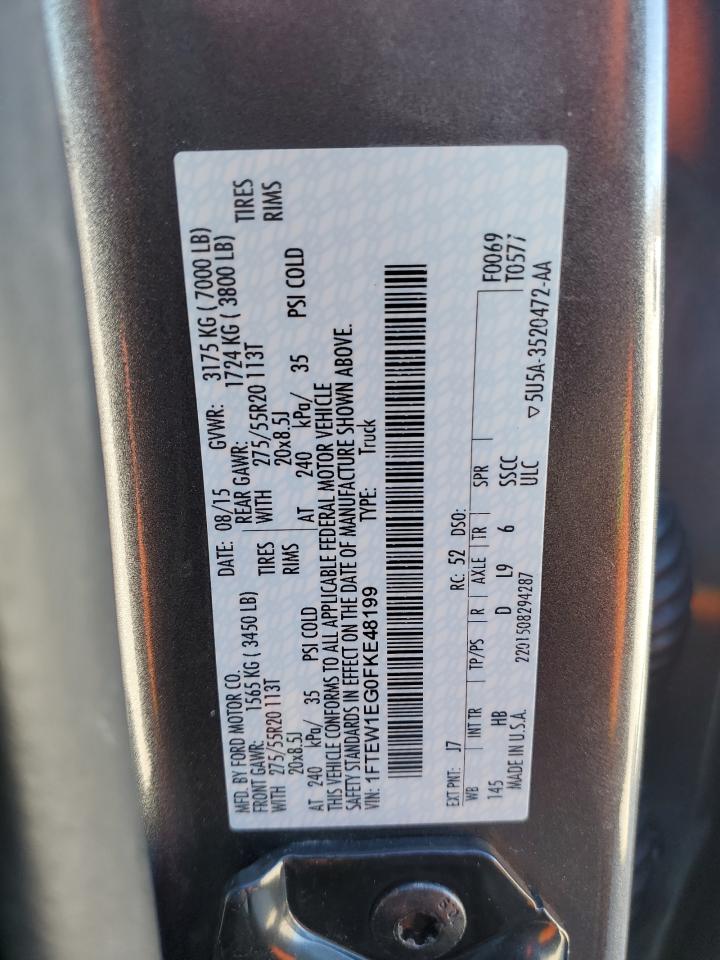 MFD. BY FORD MOTOR CO.
DATE: 08/15 GVWR: 3175 KG ( 7000 LB)
FRONT GAWR: 1565 KG ( 3450 LB)
REAR GAWR: 1724 KG ( 3800 LB)
WITH 275/55R20 113T TIRES
WITH 275/55R20 113T TIRES
20x8.5J RIMS
20x8.5J RIMS
AT 240 kPa/ 35 PSI COLD
AT 240 kPa/ 35 PSI COLD
THIS VEHICLE CONFORMS TO ALL APPLICABLE FEDERAL MOTOR VEHICLE
SAFETY STANDARDS IN EFFECT ON THE DATE OF MANUFACTURE SHOWN ABOVE.
VIN: 1FTEW1EG0FKE48199 TYPE: Truck
EXT PNT: J7 RC: 52 DSO: F0069
WB INT TR TP/PS R AXLE TR SPR T0577
145 HB D L9 6 SSCC
MADE IN U.S.A. 2201508294287 ULC ▽5U5A-3520472-AA